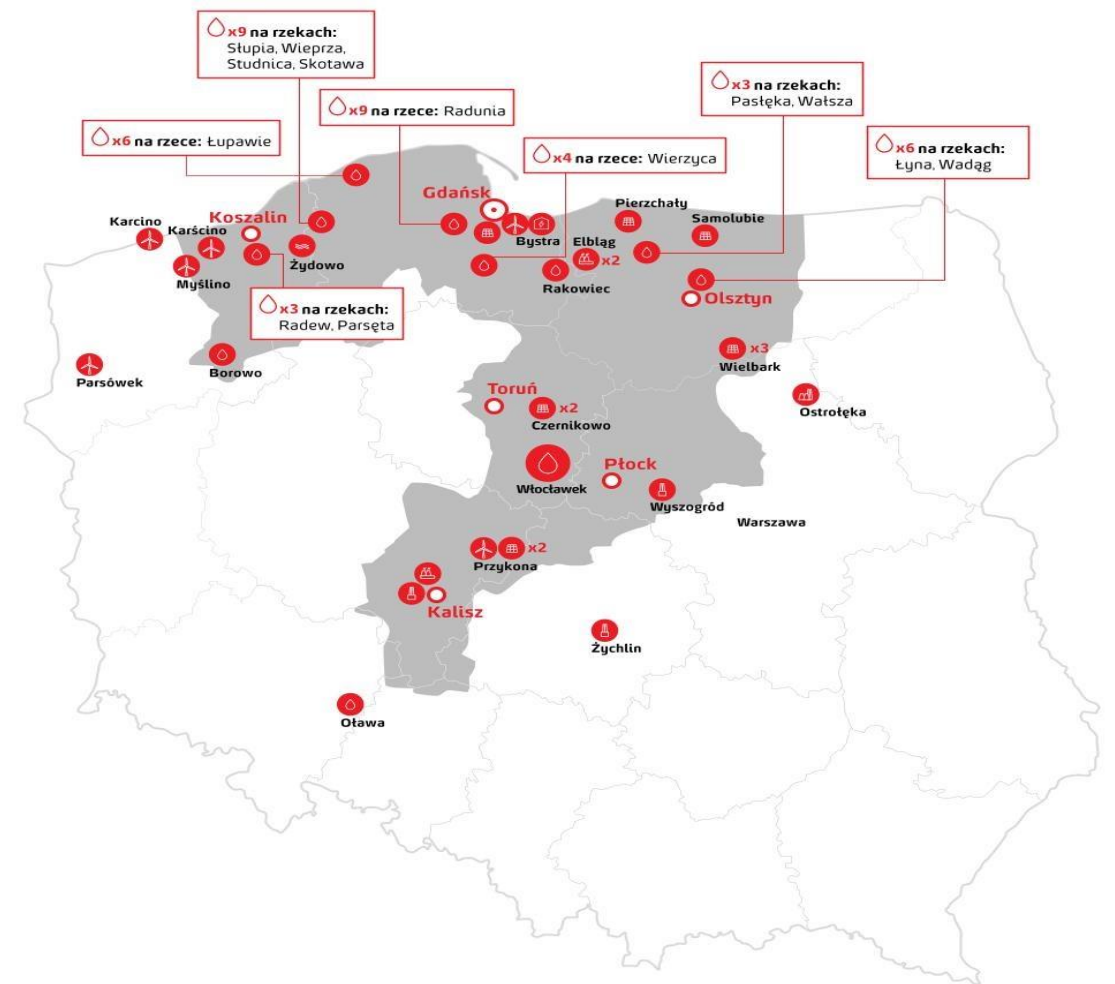 x9 na rzekach:
Słupia, Wieprza,
Studnica, Skotawa
x3 na rzekach:
Pasłęka, Wałsza
x9 na rzece: Radunia
x6 na rzece: Łupawie
x4 na rzece: Wierzyca
x6 na rzekach:
Łyna, Wadąg
Gdańsk
Koszalin
Karcino
Karścino
Myślino
Żydowo
Bystra
Elbląg
x2
Rakowiec
Pierzchały
Samolubie
Olsztyn
x3 na rzekach:
Radew, Parsęta
Parsówek
Borowo
x3
Wielbark
Ostrołęka
Toruń
x2
Czernikowo
Włocławek
Płock
Wyszogród
Warszawa
x2
Przykona
Kalisz
Żychlin
Oława